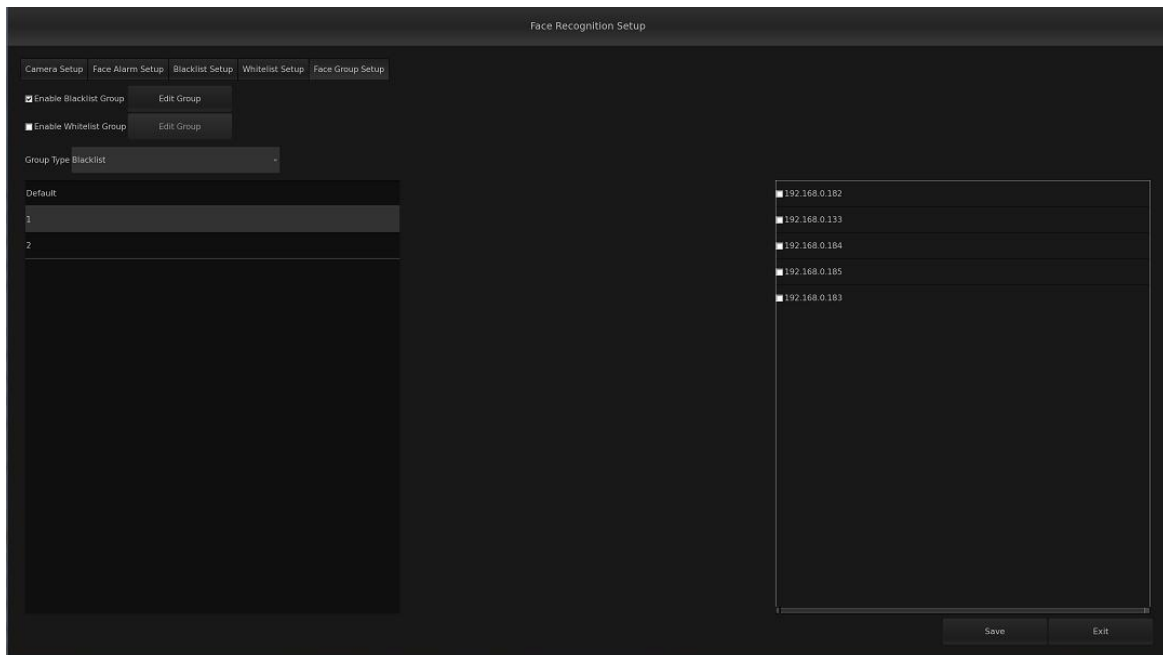 Face Recognition Setup
Camera Setup Face Alarm Setup Blacklist Setup Whitelist Setup Face Group Setup
Enable Blacklist Group Edit Group
Enable Whitelist Group Edit Group
Group Type Blacklist
Default 192.168.0.182
1 192.168.0.133
2 192.168.0.184
192.168.0.185
192.168.0.183
Save Exit